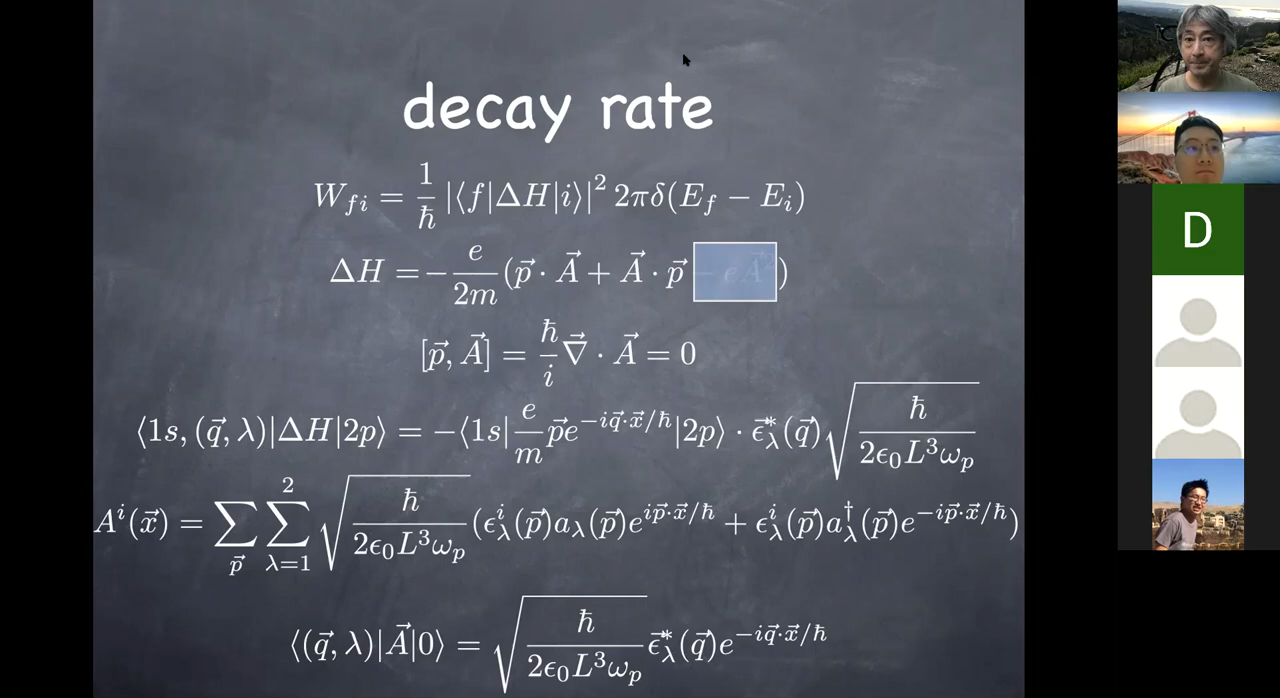 decay rate
W_{fi} = \frac{1}{\hbar} |\langle f|\Delta H|i\rangle|^2 2\pi\delta(E_f - E_i)
\Delta H = -\frac{e}{2m}(\vec{p} \cdot \vec{A} + \vec{A} \cdot \vec{p} - e\vec{A})
[\vec{p}, \vec{A}] = \frac{\hbar}{i} \vec{\nabla} \cdot \vec{A} = 0
\langle 1s, (\vec{q}, \lambda)|\Delta H|2p\rangle = -\langle 1s|\frac{e}{m}\vec{p}e^{-i\vec{q}\cdot\vec{x}/\hbar}|2p\rangle \cdot \vec{\epsilon}_\lambda^*(\vec{q})\sqrt{\frac{\hbar}{2\epsilon_0 L^3 \omega_p}}
A^i(\vec{x}) = \sum_{\vec{p}} \sum_{\lambda=1}^{2} \sqrt{\frac{\hbar}{2\epsilon_0 L^3 \omega_p}}(\epsilon_\lambda^i(\vec{p})a_\lambda(\vec{p})e^{i\vec{p}\cdot\vec{x}/\hbar} + \epsilon_\lambda^i(\vec{p})a_\lambda^\dagger(\vec{p})e^{-i\vec{p}\cdot\vec{x}/\hbar})
\langle(\vec{q}, \lambda)|\vec{A}|0\rangle = \sqrt{\frac{\hbar}{2\epsilon_0 L^3 \omega_p}}\vec{\epsilon}_\lambda^*(\vec{q})e^{-i\vec{q}\cdot\vec{x}/\hbar}
D